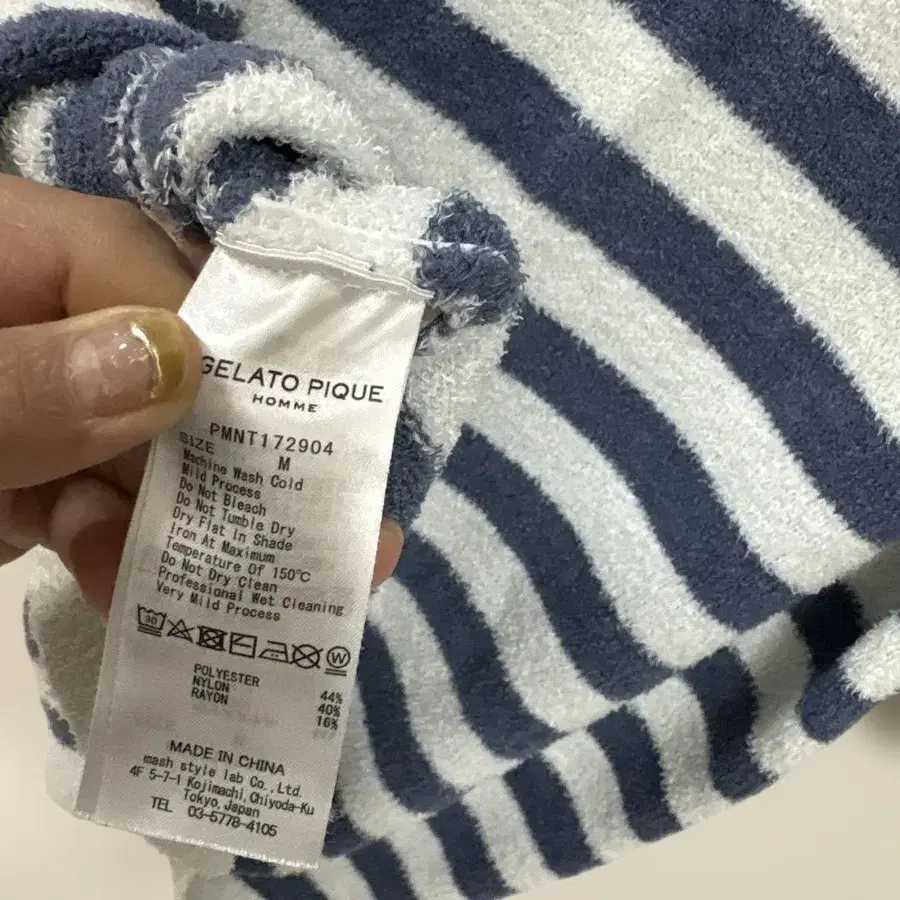 GELATO PIQUE
HOMME
PMNT172904
SIZE M
Machine Wash Cold
Mild Process
Do Not Bleach
Do Not Tumble Dry
Dry Flat in Shade
Iron At Maximum
Temperature Of 150℃
Do Not Dry Clean
Professional Wet Cleaning
Very Mild Process
30 W
POLYESTER 44%
NYLON 40%
RAYON 16%
MADE IN CHINA
mash style lab Co.,Ltd.
4F 5-7-1 Kojimachi,Chiyoda-Ku
Tokyo,Japan
TEL 03-5778-4105